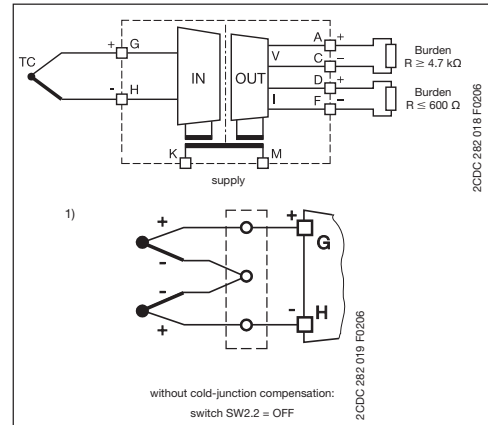 A +
+ G
V
Burden
R ≥ 4.7 kΩ
TC
C –
IN
OUT
D +
Burden
R ≤ 600 Ω
- H
I
F –
K
M
supply
2CDC 282 018 F0206
1)
+
+
G
-
-
- H
+
without cold-junction compensation:
switch SW2.2 = OFF
2CDC 282 019 F0206